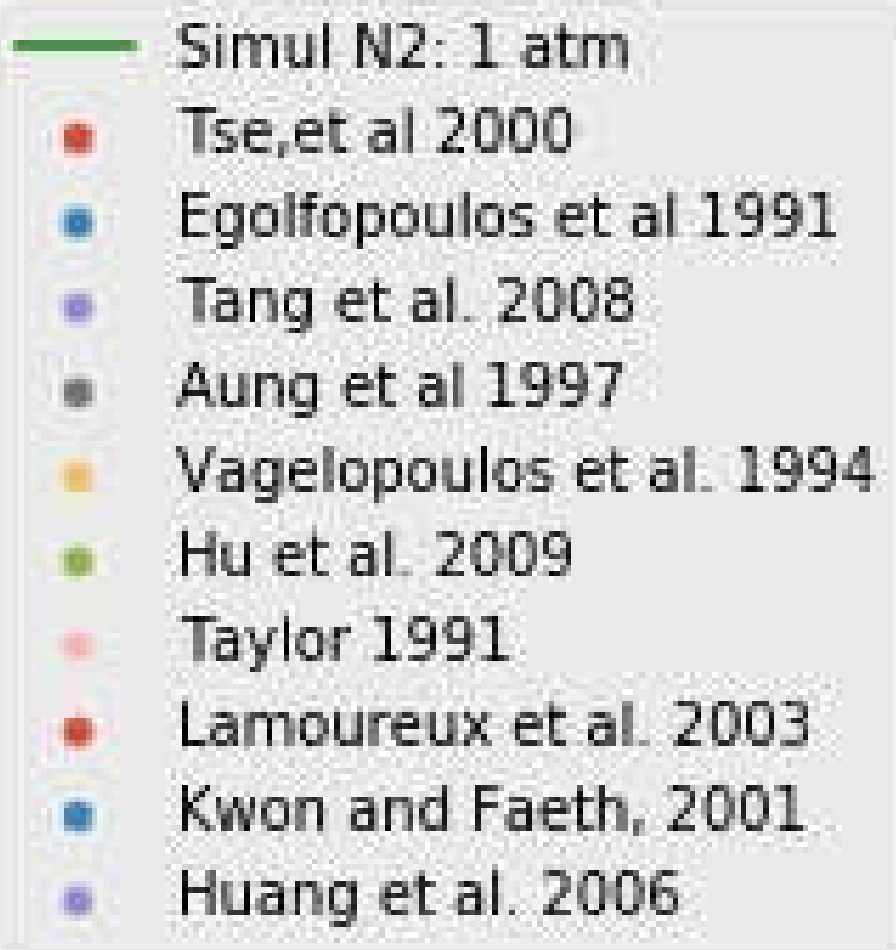 Simul N2: 1 atm
Tse,et al 2000
Egolfopoulos et al 1991
Tang et al. 2008
Aung et al 1997
Vagelopoulos et al. 1994
Hu et al. 2009
Taylor 1991
Lamoureux et al. 2003
Kwon and Faeth, 2001
Huang et al. 2006